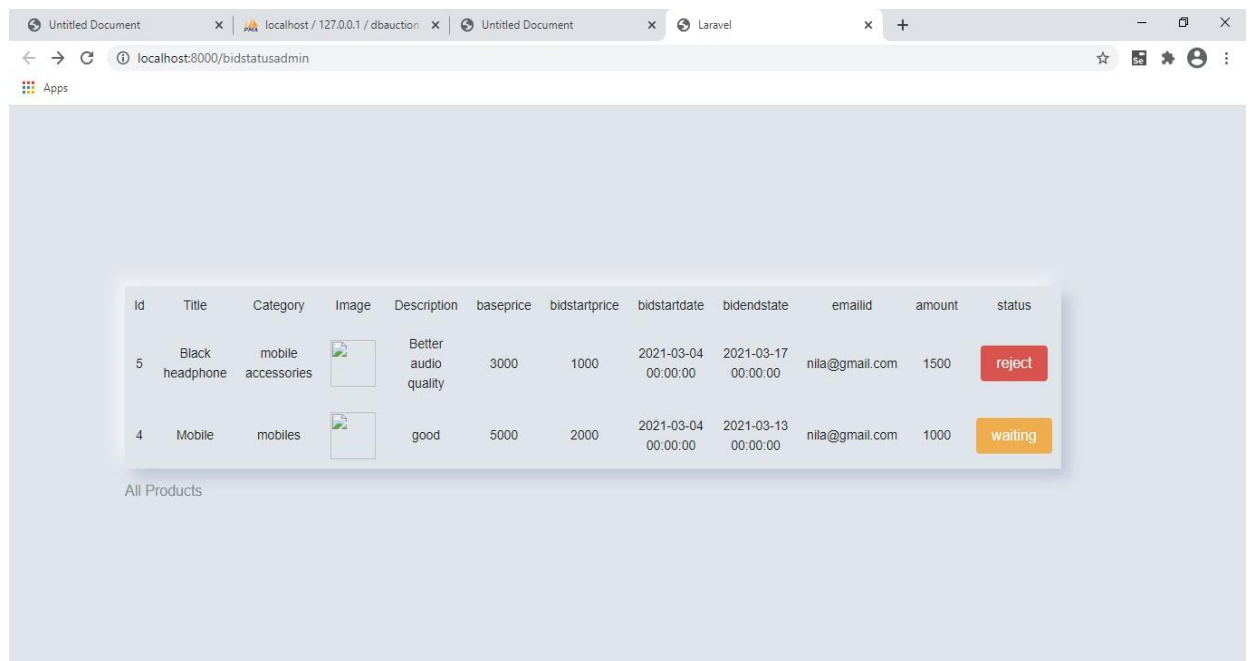 Untitled Document
localhost / 127.0.0.1 / dbauction
Untitled Document
Laravel
localhost:8000/bidstatusadmin
Apps
Id Title Category Image Description baseprice bidstartprice bidstartdate bidendstate emailid amount status
5 Black headphone mobile accessories Better audio quality 3000 1000 2021-03-04 00:00:00 2021-03-17 00:00:00 nila@gmail.com 1500 reject
4 Mobile mobiles good 5000 2000 2021-03-04 00:00:00 2021-03-13 00:00:00 nila@gmail.com 1000 waiting
All Products